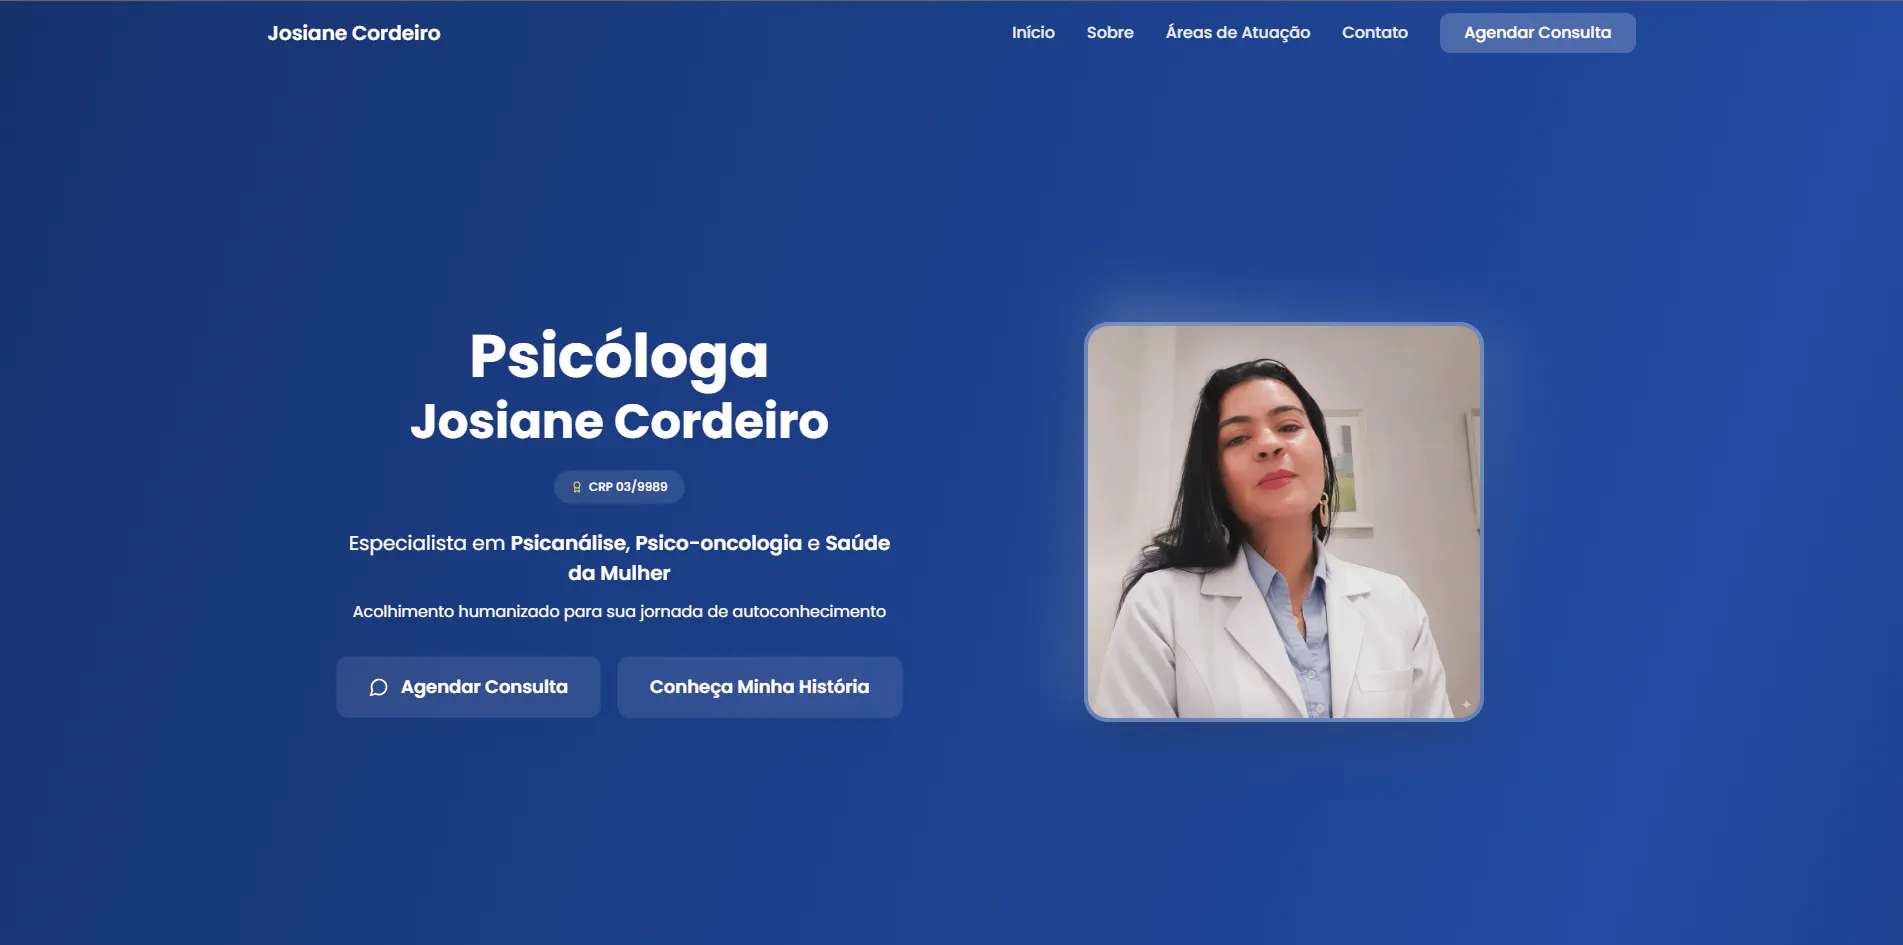 Josiane Cordeiro
Início
Sobre
Áreas de Atuação
Contato
Agendar Consulta
Psicóloga
Josiane Cordeiro
CRP 03/9989
Especialista em Psicanálise, Psico-oncologia e Saúde
da Mulher
Acolhimento humanizado para sua jornada de autoconhecimento
Agendar Consulta
Conheça Minha História